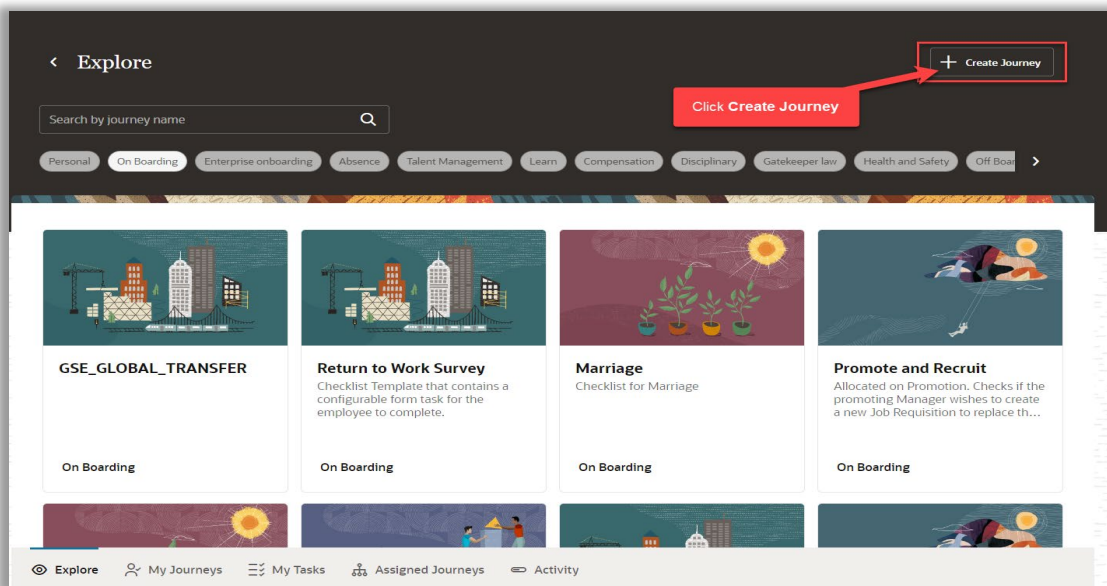 Explore
Create Journey
Click Create Journey
Search by journey name
Personal
On Boarding
Enterprise onboarding
Absence
Talent Management
Learn
Compensation
Disciplinary
Gatekeeper law
Health and Safety
Off Boar
GSE_GLOBAL_TRANSFER
On Boarding
Return to Work Survey
Checklist Template that contains a
configurable form task for the
employee to complete.
On Boarding
Marriage
Checklist for Marriage
On Boarding
Promote and Recruit
Allocated on Promotion. Checks if the
promoting Manager wishes to create
a new Job Requisition to replace th...
On Boarding
Explore
My Journeys
My Tasks
Assigned Journeys
Activity